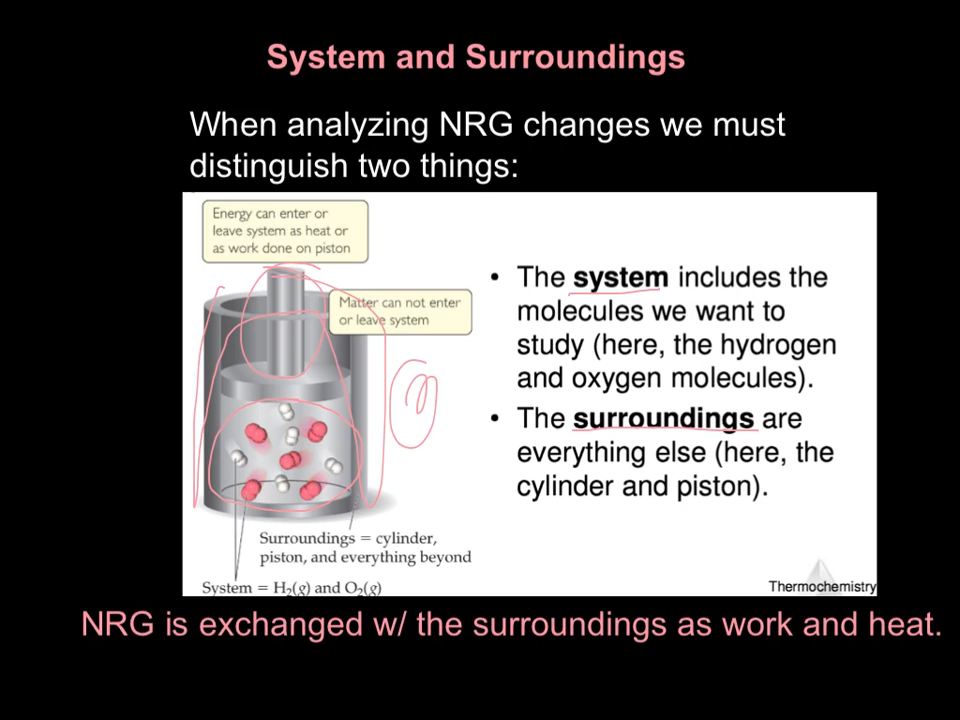 System and Surroundings
When analyzing NRG changes we must
distinguish two things:
Energy can enter or
leave system as heat or
as work done on piston
Matter can not enter
or leave system
• The system includes the
molecules we want to
study (here, the hydrogen
and oxygen molecules).
• The surroundings are
everything else (here, the
cylinder and piston).
Surroundings = cylinder,
piston, and everything beyond
System = H₂(g) and O₂(g)
Thermochemistry
NRG is exchanged w/ the surroundings as work and heat.